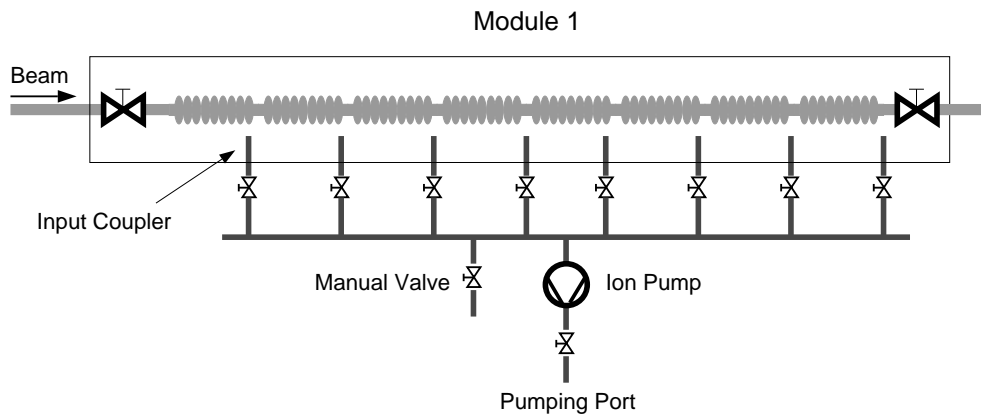 Module 1
Beam
Input Coupler
Manual Valve
Ion Pump
Pumping Port